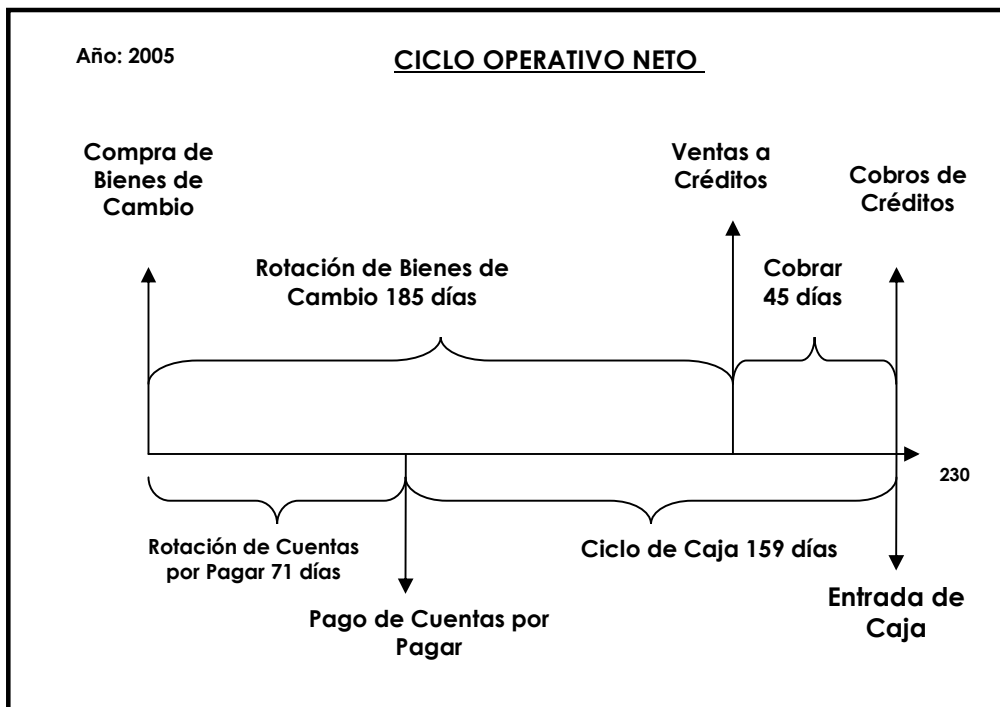 Año: 2005
CICLO OPERATIVO NETO
Compra de
Bienes de
Cambio
Ventas a
Créditos
Cobros de
Créditos
Rotación de Bienes de
Cambio 185 días
Cobrar
45 días
230
Rotación de Cuentas
por Pagar 71 días
Ciclo de Caja 159 días
Pago de Cuentas por
Pagar
Entrada de
Caja